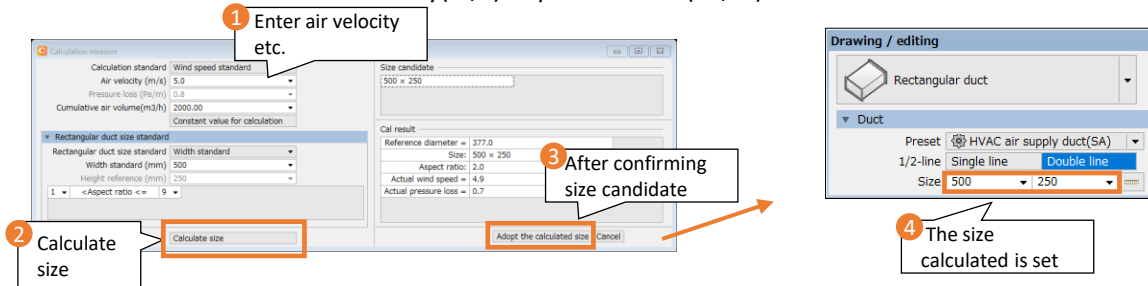 1 Enter air velocity
etc.
Calculation measure
Calculation standard Wind speed standard
Air velocity (m/s) 5.0
Pressure loss (Pa/m) 0.8
Cumulative air volume(m3/h) 2000.00
Constant value for calculation
Rectangular duct size standard
Rectangular duct size standard Width standard
Width standard (mm) 500
Height reference (mm) 250
1 <Aspect ratio <= 9
Calculate size
2 Calculate
size
Size candidate
500 × 250
Cal result
Reference diameter = 377.0
Size: 500 × 250
Aspect ratio: 2.0
Actual wind speed = 4.9
Actual pressure loss = 0.7
3 After confirming
size candidate
Adopt the calculated size Cancel
Drawing / editing
Rectangular duct
Duct
Preset HVAC air supply duct(SA)
1/2-line Single line Double line
Size 500 250
4 The size
calculated is set